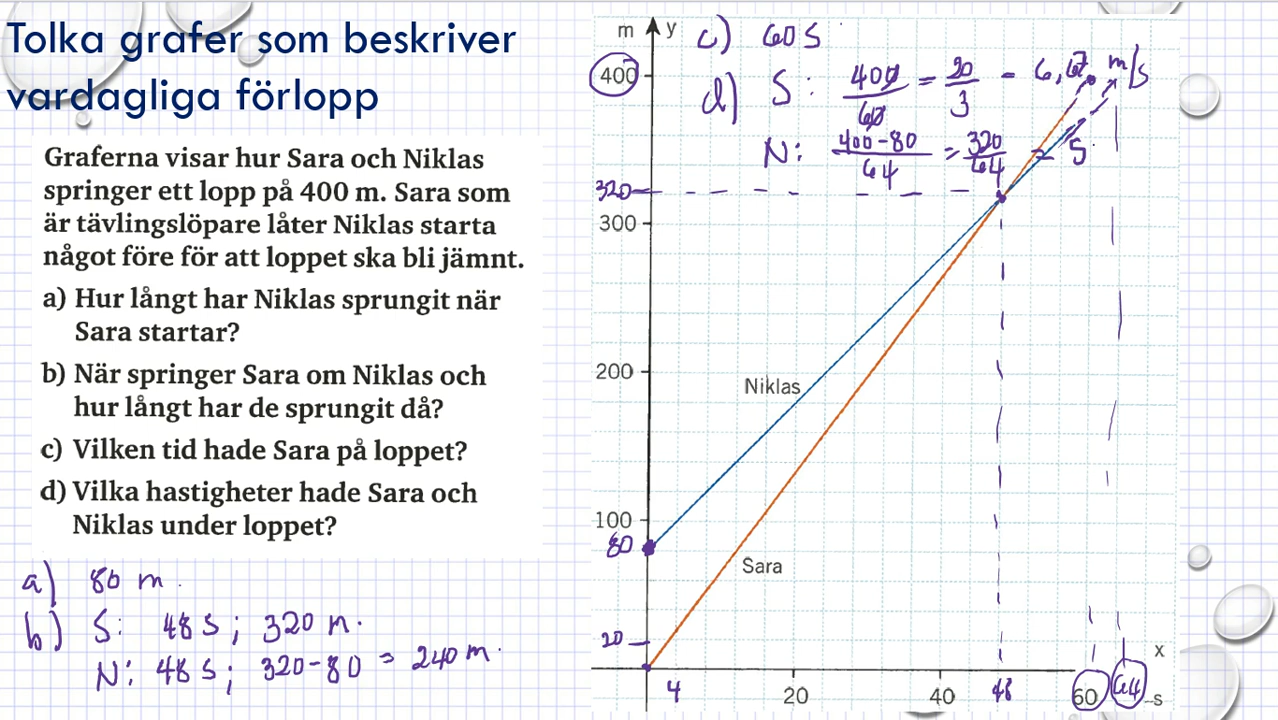 Tolka grafer som beskriver
vardagliga förlopp
Graferna visar hur Sara och Niklas
springer ett lopp på 400 m. Sara som
är tävlingslöpare låter Niklas starta
något före för att loppet ska bli jämnt.
a) Hur långt har Niklas sprungit när
Sara startar?
b) När springer Sara om Niklas och
hur långt har de sprungit då?
c) Vilken tid hade Sara på loppet?
d) Vilka hastigheter hade Sara och
Niklas under loppet?
a) 80 m.
b) S: 48 s; 320 m.
N: 48 s; 320-80 = 240 m.
m y
c) 60 s
d) S: 400/60 = 20/3 = 6,67 m/s
N: 400-80/64 = 320/64 = 5
400
320
300
200
100
80
20
Niklas
Sara
x
4 20 40 48 60 64 s